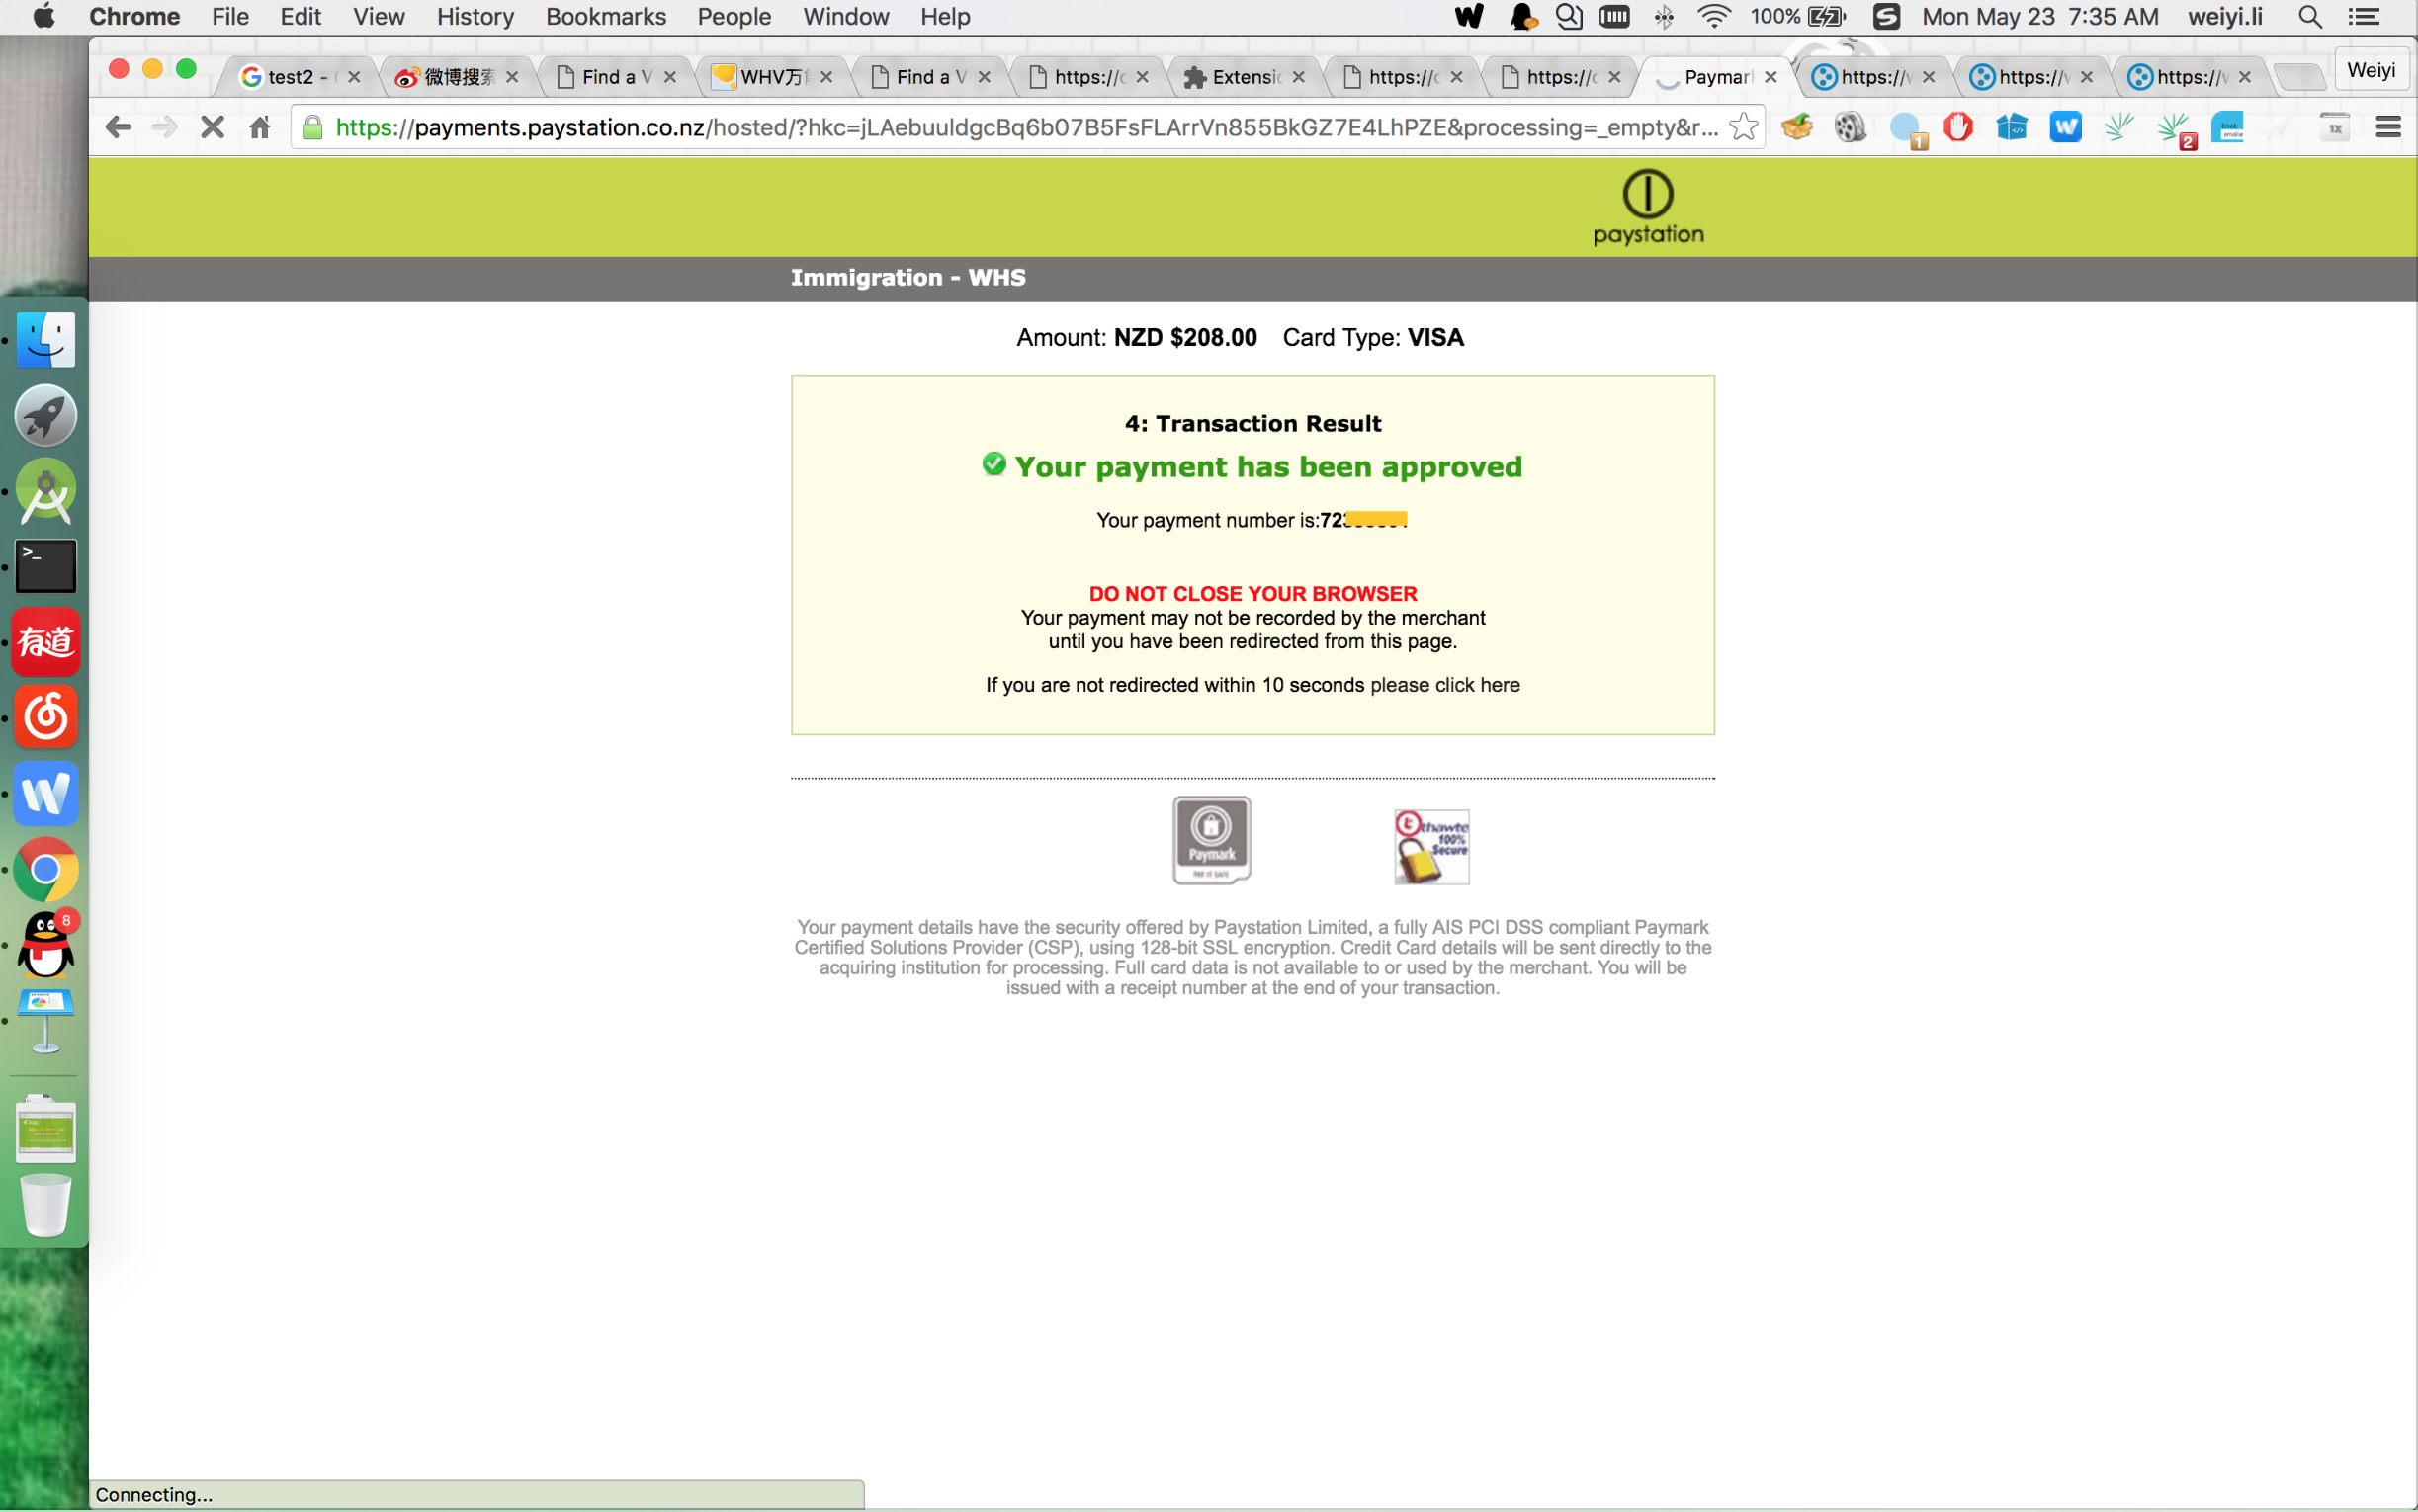 Chrome File Edit View History Bookmarks People Window Help 100% Mon May 23 7:35 AM weiyi.li
test2 - 微博搜索 Find a V WHV万 Find a V https:// Extensic https:// https:// Paymar https:// https:// https:// Weiyi
https://payments.paystation.co.nz/hosted/?hkc=jLAebuuldgcBq6b07B5FsFLArrVn855BkGZ7E4LhPZE&processing=_empty&r... 1 2 1x
paystation
Immigration - WHS
Amount: NZD $208.00 Card Type: VISA
4: Transaction Result
Your payment has been approved
Your payment number is:72
DO NOT CLOSE YOUR BROWSER
Your payment may not be recorded by the merchant
until you have been redirected from this page.
If you are not redirected within 10 seconds please click here
有道
8
Paymark
PAY IT SAFE
thawte
100%
Secure
Your payment details have the security offered by Paystation Limited, a fully AIS PCI DSS compliant Paymark
Certified Solutions Provider (CSP), using 128-bit SSL encryption. Credit Card details will be sent directly to the
acquiring institution for processing. Full card data is not available to or used by the merchant. You will be
issued with a receipt number at the end of your transaction.
Connecting...